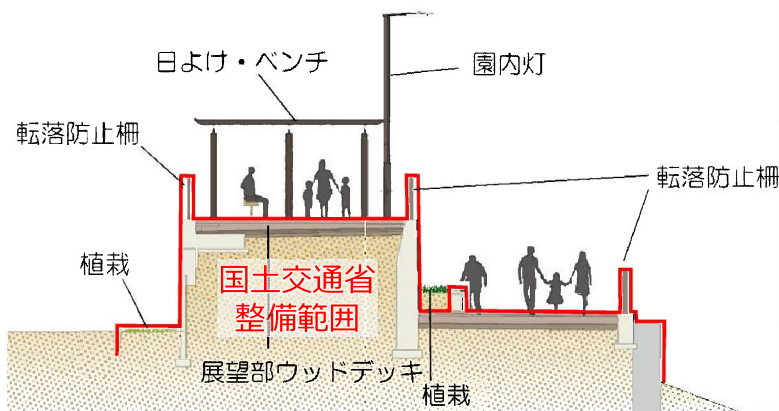 日よけ・ベンチ
園内灯
転落防止柵
転落防止柵
植栽
国土交通省
整備範囲
展望部ウッドデッキ
植栽